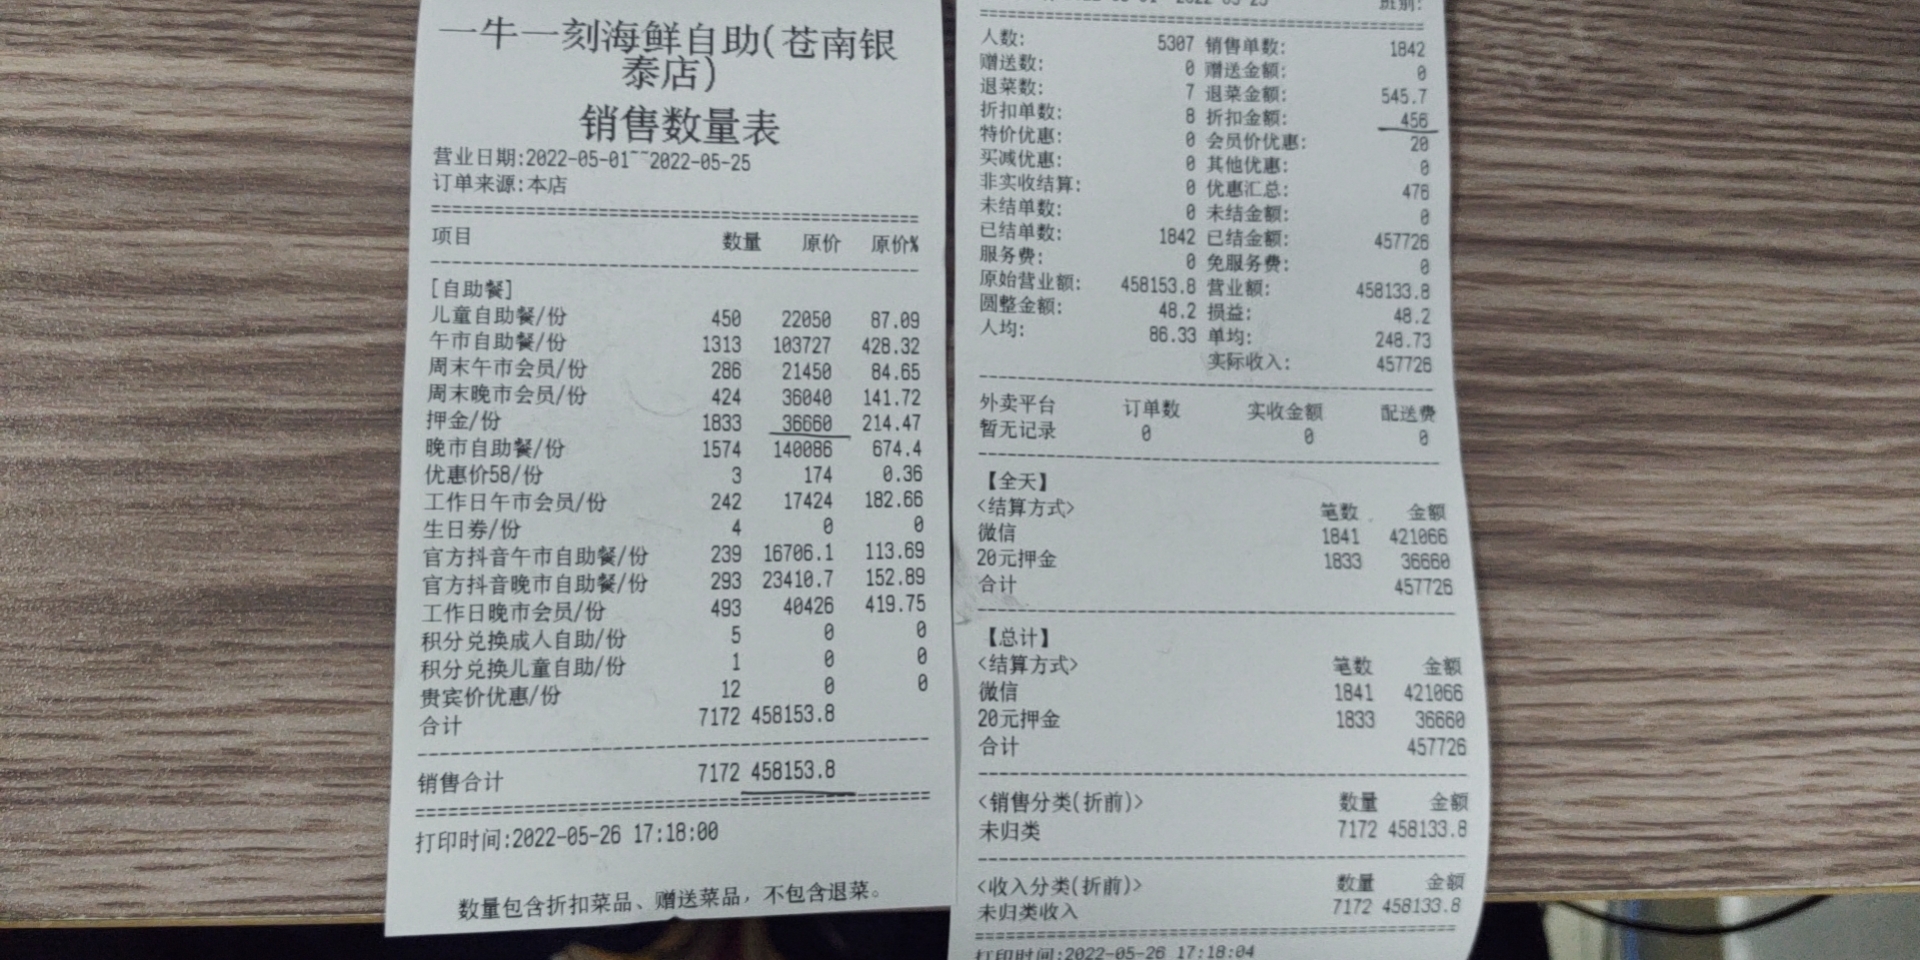 一牛一刻海鲜自助(苍南银
泰店)
销售数量表
营业日期:2022-05-01~~2022-05-25
订单来源:本店
项目 数量 原价 原价%
[自助餐]
儿童自助餐/份 450 22050 87.09
午市自助餐/份 1313 103727 428.32
周末午市会员/份 286 21450 84.65
周末晚市会员/份 424 36040 141.72
押金/份 1833 36660 214.47
晚市自助餐/份 1574 140086 674.4
优惠价58/份 3 174 0.36
工作日午市会员/份 242 17424 182.66
生日券/份 4 0 0
官方抖音午市自助餐/份 239 16706.1 113.69
官方抖音晚市自助餐/份 293 23410.7 152.89
工作日晚市会员/份 493 40426 419.75
积分兑换成人自助/份 5 0 0
积分兑换儿童自助/份 1 0 0
贵宾价优惠/份 12 0 0
合计 7172 458153.8
销售合计 7172 458153.8
打印时间:2022-05-26 17:18:00
数量包含折扣菜品、赠送菜品，不包含退菜。
班别:
人数: 5307 销售单数: 1842
赠送数: 0 赠送金额: 0
退菜数: 7 退菜金额: 545.7
折扣单数: 8 折扣金额: 456
特价优惠: 0 会员价优惠: 20
买减优惠: 0 其他优惠: 0
非实收结算: 0 优惠汇总: 476
未结单数: 0 未结金额: 0
已结单数: 1842 已结金额: 457726
服务费: 0 免服务费: 0
原始营业额: 458153.8 营业额: 458133.8
圆整金额: 48.2 损益: 48.2
人均: 86.33 单均: 248.73
实际收入: 457726
外卖平台 订单数 实收金额 配送费
暂无记录 0 0 0
【全天】
<结算方式> 笔数 金额
微信 1841 421066
20元押金 1833 36660
合计 457726
【总计】
<结算方式> 笔数 金额
微信 1841 421066
20元押金 1833 36660
合计 457726
<销售分类(折前)> 数量 金额
未归类 7172 458133.8
<收入分类(折前)> 数量 金额
未归类收入 7172 458133.8
打印时间:2022-05-26 17:18:04